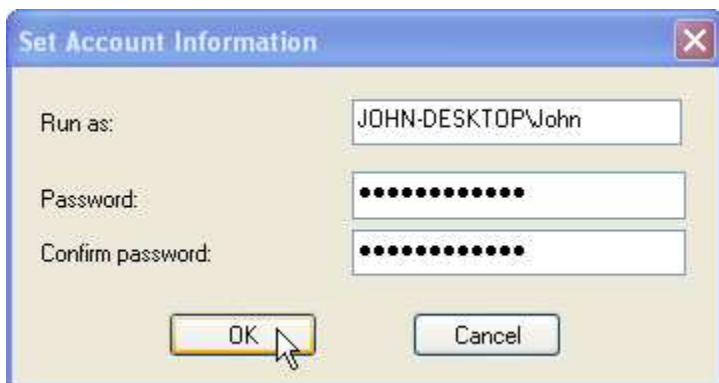 Set Account Information
Run as: JOHN-DESKTOP\John
Password: ●●●●●●●●●●●●
Confirm password: ●●●●●●●●●●●●
OK Cancel